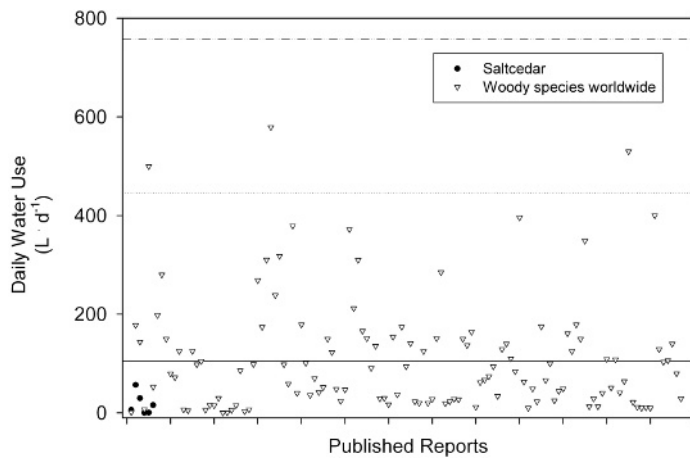 800
600
400
200
0
Daily Water Use
(L · d⁻¹)
Saltcedar
Woody species worldwide
Published Reports